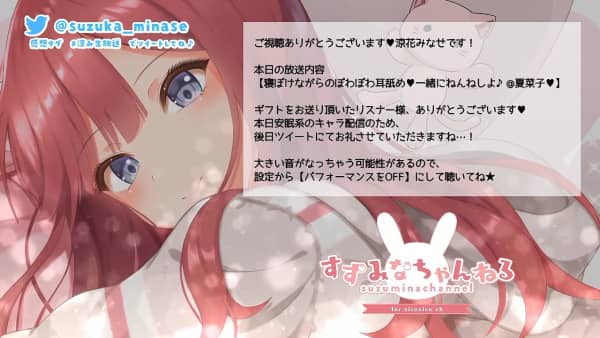 @suzuka_minase
感想タグ #涼み生放送 でツイートしてね♪
ご視聴ありがとうございます♥涼花みなせです！
本日の放送内容
【寝ぼけながらのぽわぽわ耳舐め♥一緒にねんねしよ♪@夏菜子♥】
ギフトをお送り頂いたリスナー様、ありがとうございます♥
本日安眠系のキャラ配信のため、
後日ツイートにてお礼させていただきますね…！
大きい音がなっちゃう可能性があるので、
設定から【パフォーマンスをOFF】にして聴いてね★
すずみなちゃんねる
suzuminachannel
for niconico ch